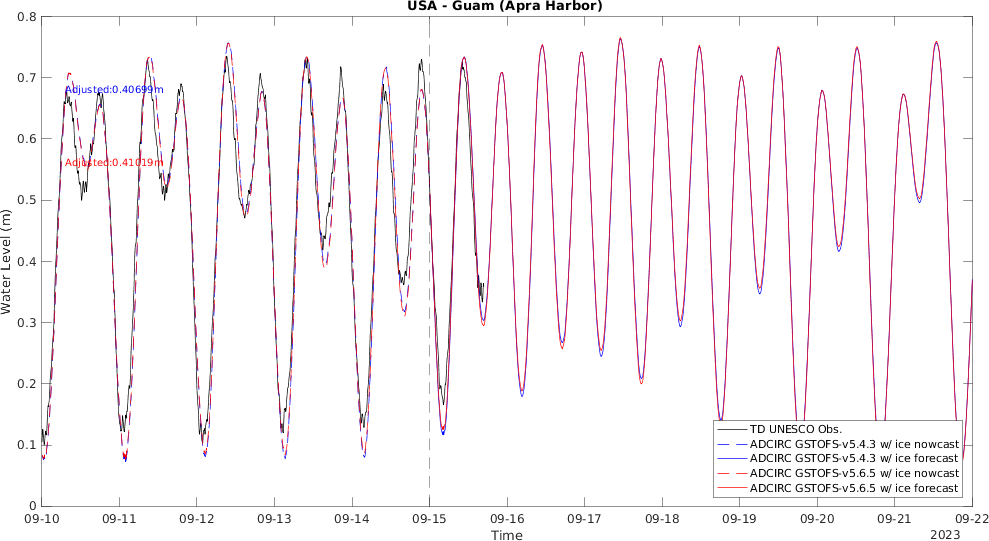 USA - Guam (Apra Harbor)
0.8
0.7
0.6
0.5
0.4
0.3
0.2
0.1
0
Water Level (m)
Adjusted:0.40699m
Adjusted:0.41019m
TD UNESCO Obs.
ADCIRC GSTOFS-v5.4.3 w/ ice nowcast
ADCIRC GSTOFS-v5.4.3 w/ ice forecast
ADCIRC GSTOFS-v5.6.5 w/ ice nowcast
ADCIRC GSTOFS-v5.6.5 w/ ice forecast
09-10 09-11 09-12 09-13 09-14 09-15 09-16 09-17 09-18 09-19 09-20 09-21 09-22
Time
2023